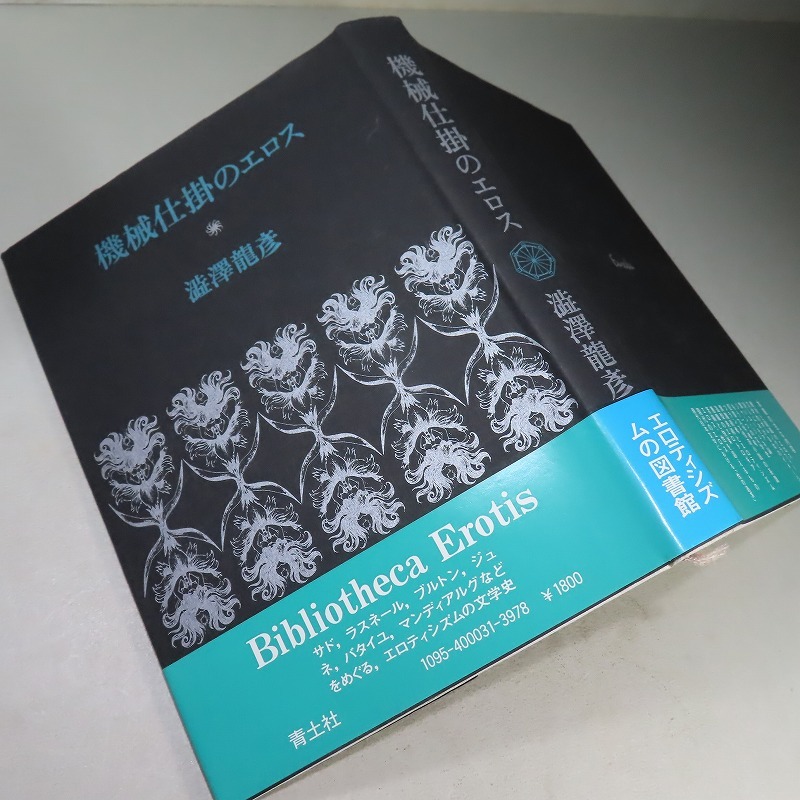 機械仕掛のエロス
澁澤龍彦
機械仕掛のエロス
澁澤龍彦
エロティシズ
ムの図書館
Bibliotheca Erotis
サド，ラスネール，ブルトン，ジュ
ネ，バタイユ，マンディアルグなど
をめぐる，エロティシズムの文学史
1095-400031-3978 ¥1800
青土社